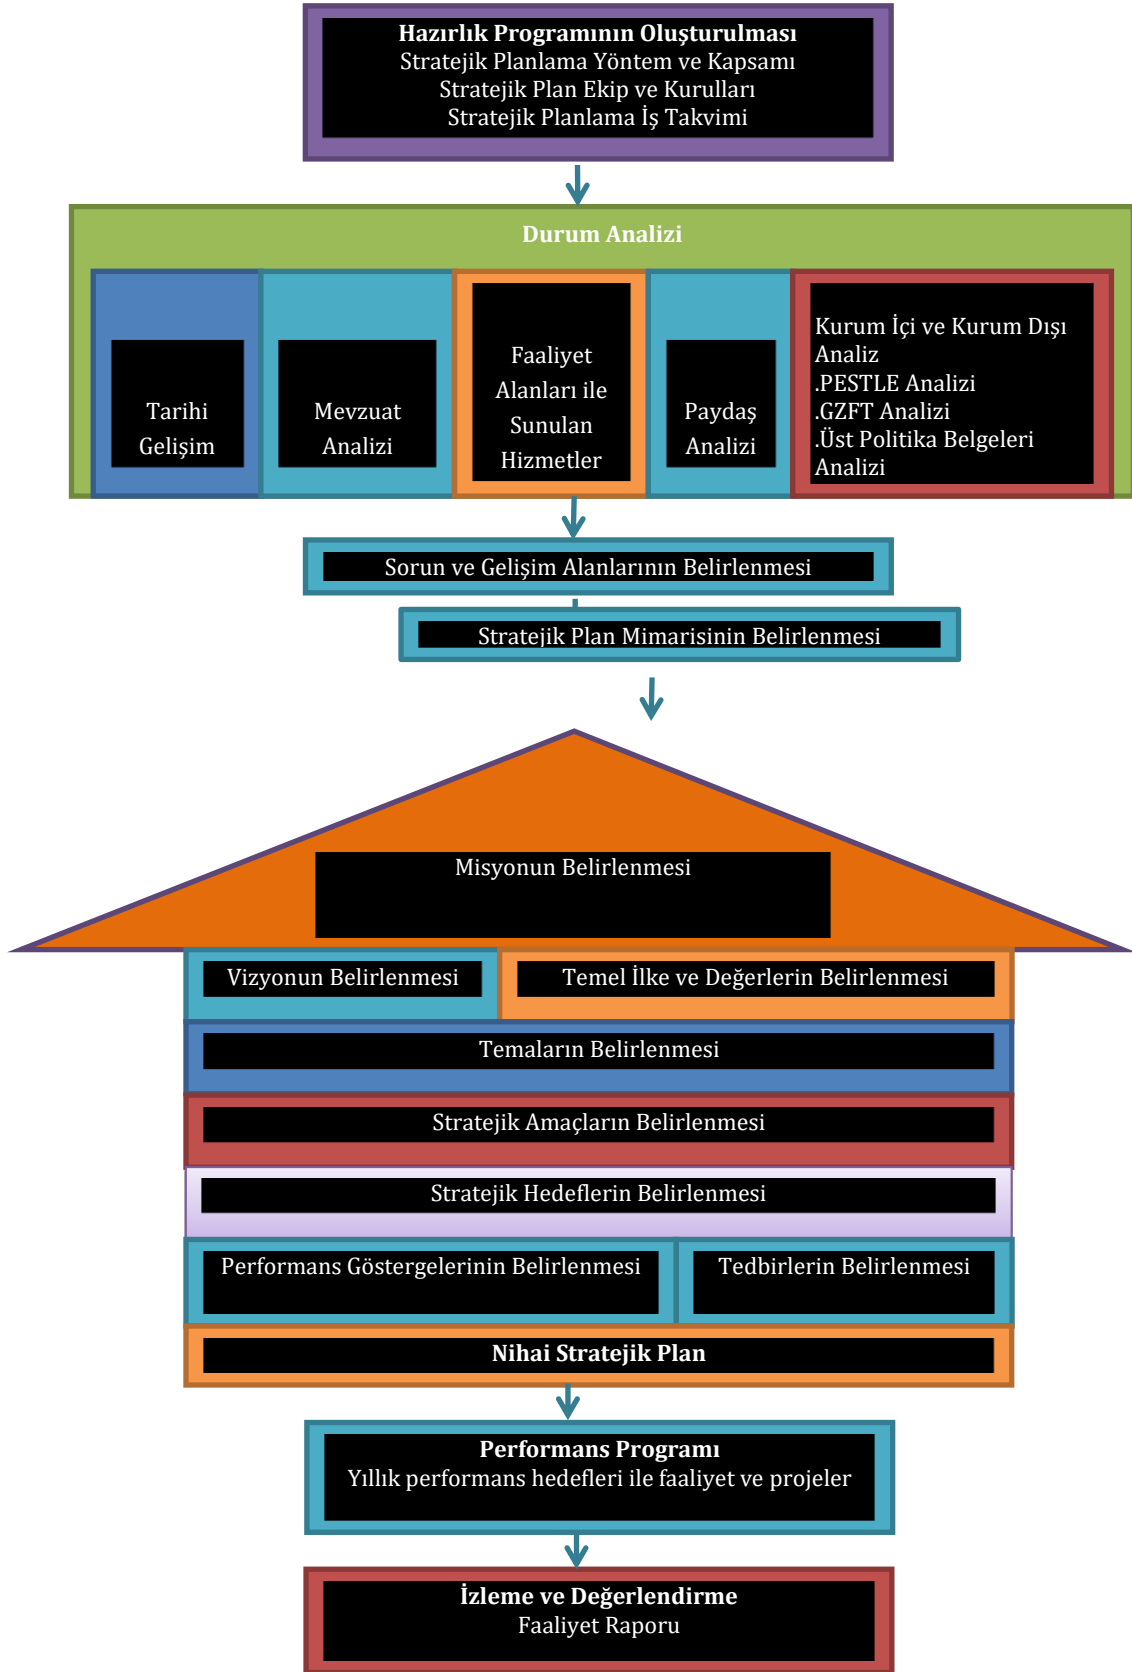 Hazırlık Programının Oluşturulması
Stratejik Planlama Yöntem ve Kapsamı
Stratejik Plan Ekip ve Kurulları
Stratejik Planlama İş Takvimi
Durum Analizi
Tarihi
Gelişim
Mevzuat
Analizi
Faaliyet
Alanları ile
Sunulan
Hizmetler
Paydaş
Analizi
Kurum İçi ve Kurum Dışı
Analiz
.PESTLE Analizi
.GZFT Analizi
.Üst Politika Belgeleri
Analizi
Sorun ve Gelişim Alanlarının Belirlenmesi
Stratejik Plan Mimarisinin Belirlenmesi
Misyonun Belirlenmesi
Vizyonun Belirlenmesi
Temel İlke ve Değerlerin Belirlenmesi
Temaların Belirlenmesi
Stratejik Amaçların Belirlenmesi
Stratejik Hedeflerin Belirlenmesi
Performans Göstergelerinin Belirlenmesi
Tedbirlerin Belirlenmesi
Nihai Stratejik Plan
Performans Programı
Yıllık performans hedefleri ile faaliyet ve projeler
İzleme ve Değerlendirme
Faaliyet Raporu